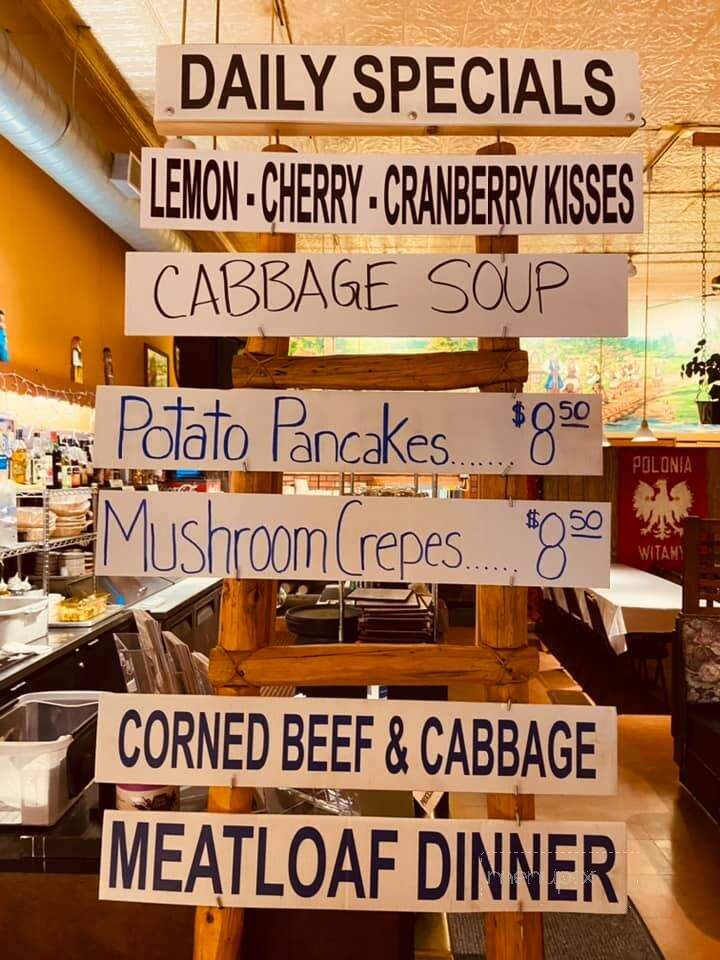 DAILY SPECIALS
LEMON - CHERRY - CRANBERRY KISSES
CABBAGE SOUP
Potato Pancakes....... $8.50
Mushroom Crepes...... $8.50
POLONIA
WITAMY
CORNED BEEF & CABBAGE
MEATLOAF DINNER